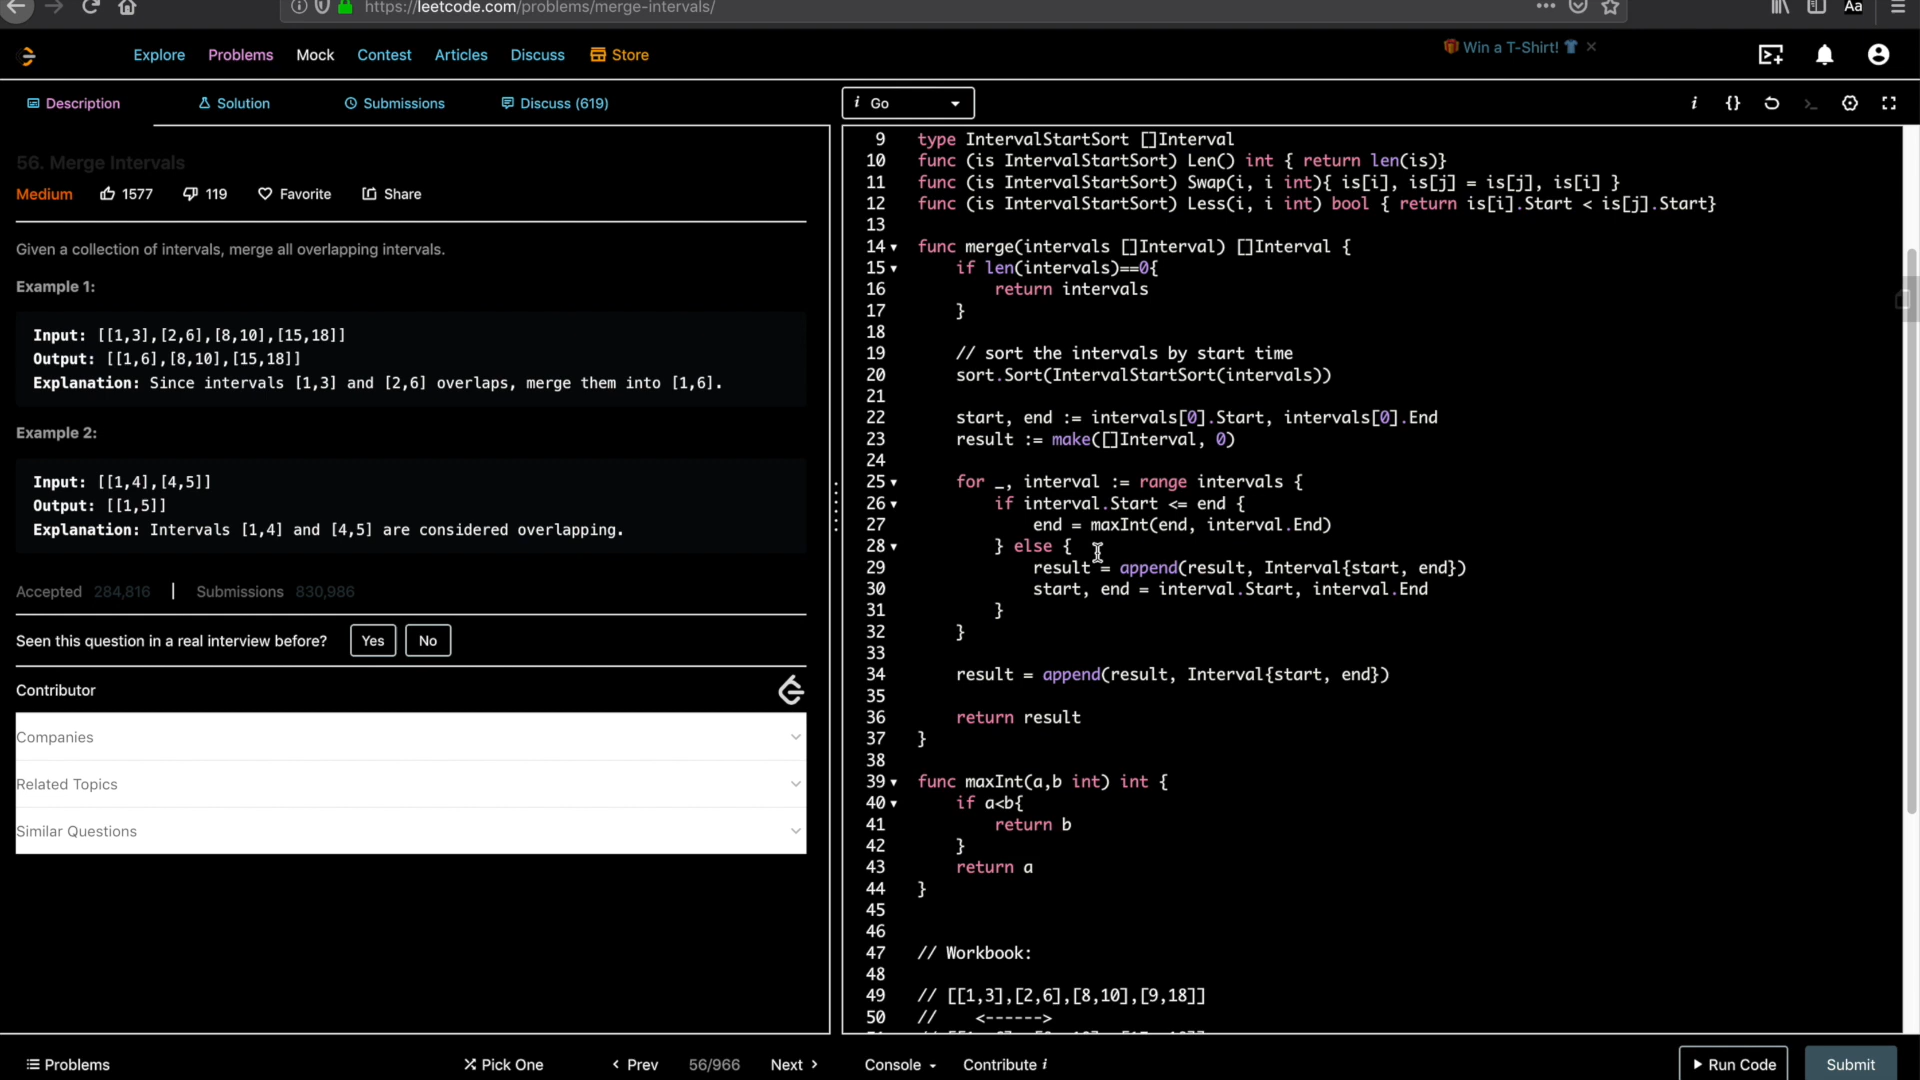 https://leetcode.com/problems/merge-intervals/
Aa
Explore Problems Mock Contest Articles Discuss Store
Win a T-Shirt!
Description Solution Submissions Discuss (619)
56. Merge Intervals
Medium 1577 119 Favorite Share
Given a collection of intervals, merge all overlapping intervals.
Example 1:
Input: [[1,3],[2,6],[8,10],[15,18]]
Output: [[1,6],[8,10],[15,18]]
Explanation: Since intervals [1,3] and [2,6] overlaps, merge them into [1,6].
Example 2:
Input: [[1,4],[4,5]]
Output: [[1,5]]
Explanation: Intervals [1,4] and [4,5] are considered overlapping.
Accepted 284,816 | Submissions 830,986
Seen this question in a real interview before? Yes No
Contributor
Companies
Related Topics
Similar Questions
Problems Pick One Prev 56/966 Next
i Go
i {}
9 type IntervalStartSort []Interval
10 func (is IntervalStartSort) Len() int { return len(is)}
11 func (is IntervalStartSort) Swap(i, i int){ is[i], is[j] = is[j], is[i] }
12 func (is IntervalStartSort) Less(i, i int) bool { return is[i].Start < is[j].Start}
13
14 func merge(intervals []Interval) []Interval {
15 if len(intervals)==0{
16 return intervals
17 }
18
19 // sort the intervals by start time
20 sort.Sort(IntervalStartSort(intervals))
21
22 start, end := intervals[0].Start, intervals[0].End
23 result := make([]Interval, 0)
24
25 for _, interval := range intervals {
26 if interval.Start <= end {
27 end = maxInt(end, interval.End)
28 } else {
29 result = append(result, Interval{start, end})
30 start, end = interval.Start, interval.End
31 }
32 }
33
34 result = append(result, Interval{start, end})
35
36 return result
37 }
38
39 func maxInt(a,b int) int {
40 if a<b{
41 return b
42 }
43 return a
44 }
45
46
47 // Workbook:
48
49 // [[1,3],[2,6],[8,10],[9,18]]
50 // <------>
Console Contribute i Run Code Submit